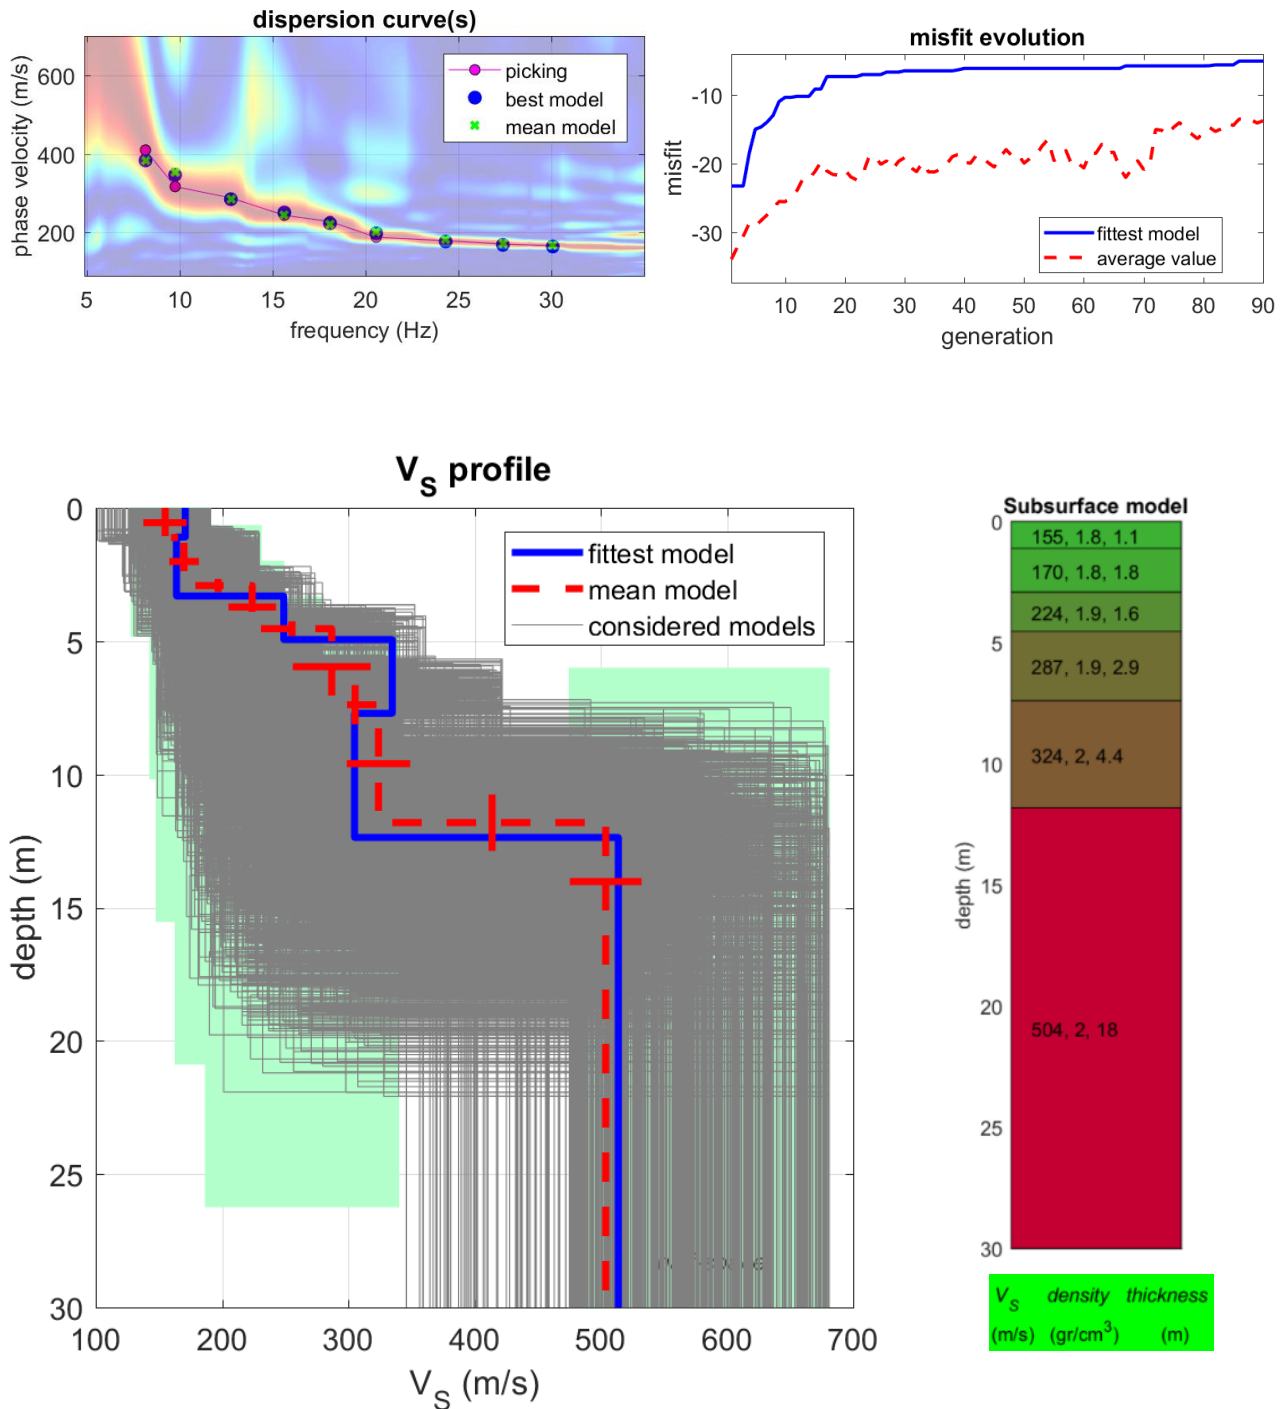 dispersion curve(s)
phase velocity (m/s)
600
400
200
picking
best model
mean model
5 10 15 20 25 30
frequency (Hz)
misfit evolution
misfit
-10
-20
-30
fittest model
average value
10 20 30 40 50 60 70 80 90
generation
V_S profile
depth (m)
0
5
10
15
20
25
30
fittest model
mean model
considered models
100 200 300 400 500 600 700
V_S (m/s)
Subsurface model
depth (m)
0
5
10
15
20
25
30
155, 1.8, 1.1
170, 1.8, 1.8
224, 1.9, 1.6
287, 1.9, 2.9
324, 2, 4.4
504, 2, 18
V_S density thickness
(m/s) (gr/cm³) (m)